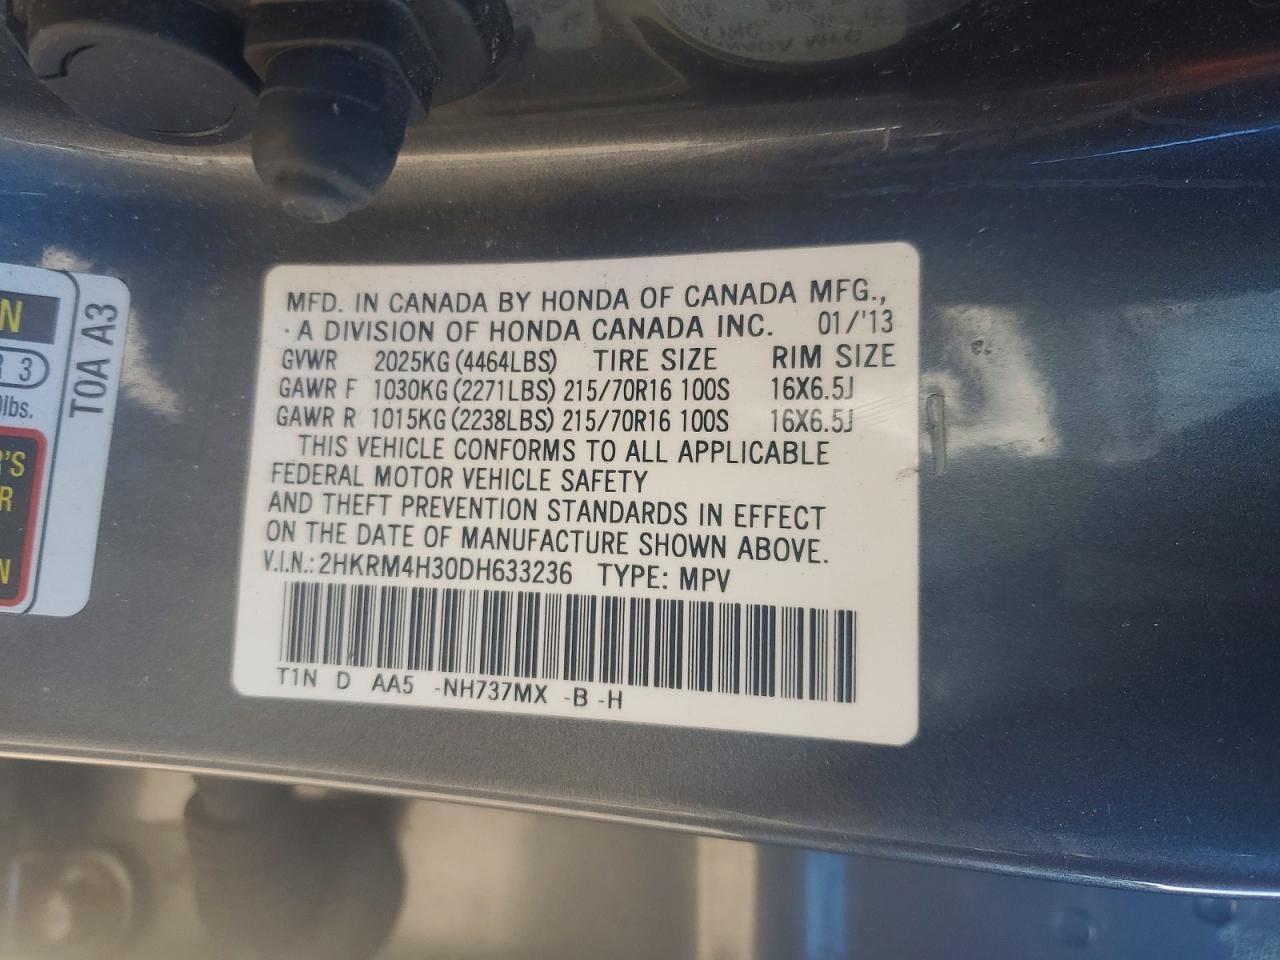 MFD. IN CANADA BY HONDA OF CANADA MFG.,
A DIVISION OF HONDA CANADA INC. 01/'13
GVWR 2025KG (4464LBS) TIRE SIZE RIM SIZE
GAWR F 1030KG (2271LBS) 215/70R16 100S 16X6.5J
GAWR R 1015KG (2238LBS) 215/70R16 100S 16X6.5J
THIS VEHICLE CONFORMS TO ALL APPLICABLE
FEDERAL MOTOR VEHICLE SAFETY
AND THEFT PREVENTION STANDARDS IN EFFECT
ON THE DATE OF MANUFACTURE SHOWN ABOVE.
V.I.N.: 2HKRM4H30DH633236 TYPE: MPV
T1N D AA5 -NH737MX -B -H
T0A A3
N
R 3
lbs.
'S
R
N